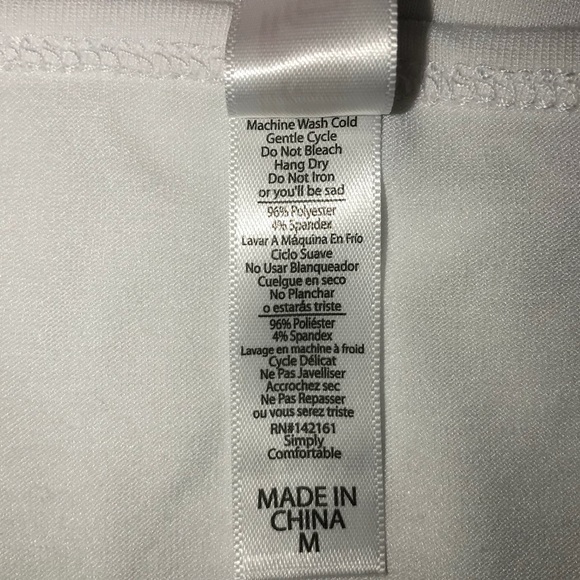 Machine Wash Cold
Gentle Cycle
Do Not Bleach
Hang Dry
Do Not Iron
or you'll be sad
96% Polyester
4% Spandex
Lavar A Máquina En Frío
Ciclo Suave
No Usar Blanqueador
Cuelgue en seco
No Planchar
o estarás triste
96% Poliéster
4% Spandex
Lavage en machine à froid
Cycle Délicat
Ne Pas Javelliser
Accrochez sec
Ne Pas Repasser
ou vous serez triste
RN#142161
Simply
Comfortable
MADE IN
CHINA
M